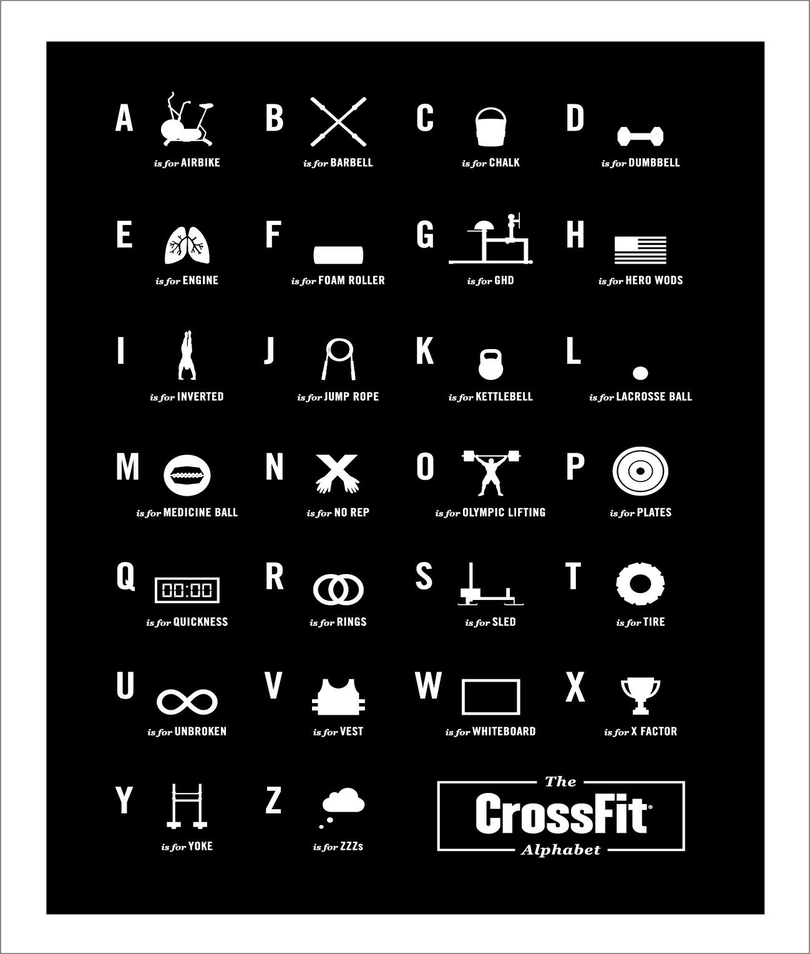 A
is for AIRBIKE
B
is for BARBELL
C
is for CHALK
D
is for DUMBBELL
E
is for ENGINE
F
is for FOAM ROLLER
G
is for GHD
H
is for HERO WODS
I
is for INVERTED
J
is for JUMP ROPE
K
is for KETTLEBELL
L
is for LACROSSE BALL
M
is for MEDICINE BALL
N
is for NO REP
O
is for OLYMPIC LIFTING
P
is for PLATES
Q
00:00
is for QUICKNESS
R
is for RINGS
S
is for SLED
T
is for TIRE
U
is for UNBROKEN
V
is for VEST
W
is for WHITEBOARD
X
is for X FACTOR
Y
is for YOKE
Z
is for ZZZs
The
CrossFit®
Alphabet